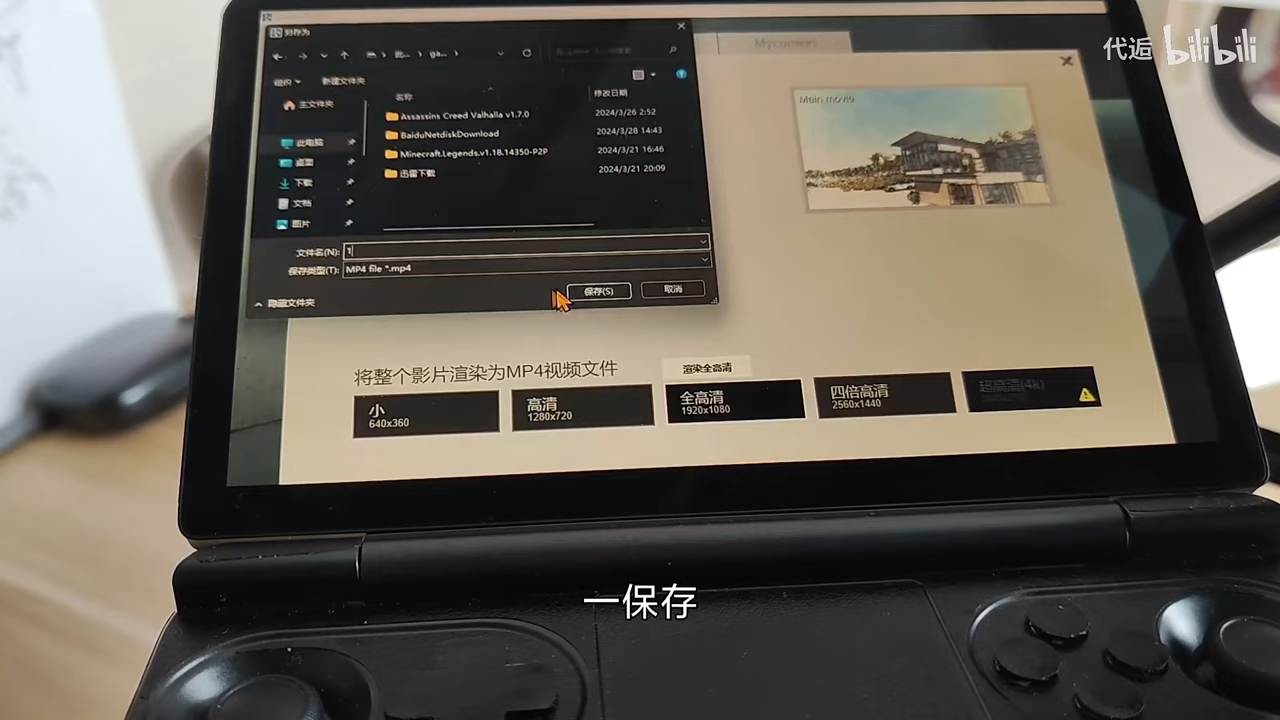 另存为
代逅 bilibili
此...
ga...
组织
新建文件夹
主文件夹
此电脑
桌面
下载
文档
图片
名称
修改日期
Assassins Creed Valhalla v1.7.0
2024/3/26 2:52
BaiduNetdiskDownload
2024/3/28 14:43
Minecraft.Legends.v1.18.14350-P2P
2024/3/21 16:46
迅雷下载
2024/3/21 20:09
文件名(N):
1
保存类型(T):
MP4 file *.mp4
隐藏文件夹
保存(S)
取消
Main movie
将整个影片渲染为MP4视频文件
渲染全高清
小
640x360
高清
1280x720
全高清
1920x1080
四倍高清
2560x1440
超高清(4k)
一保存